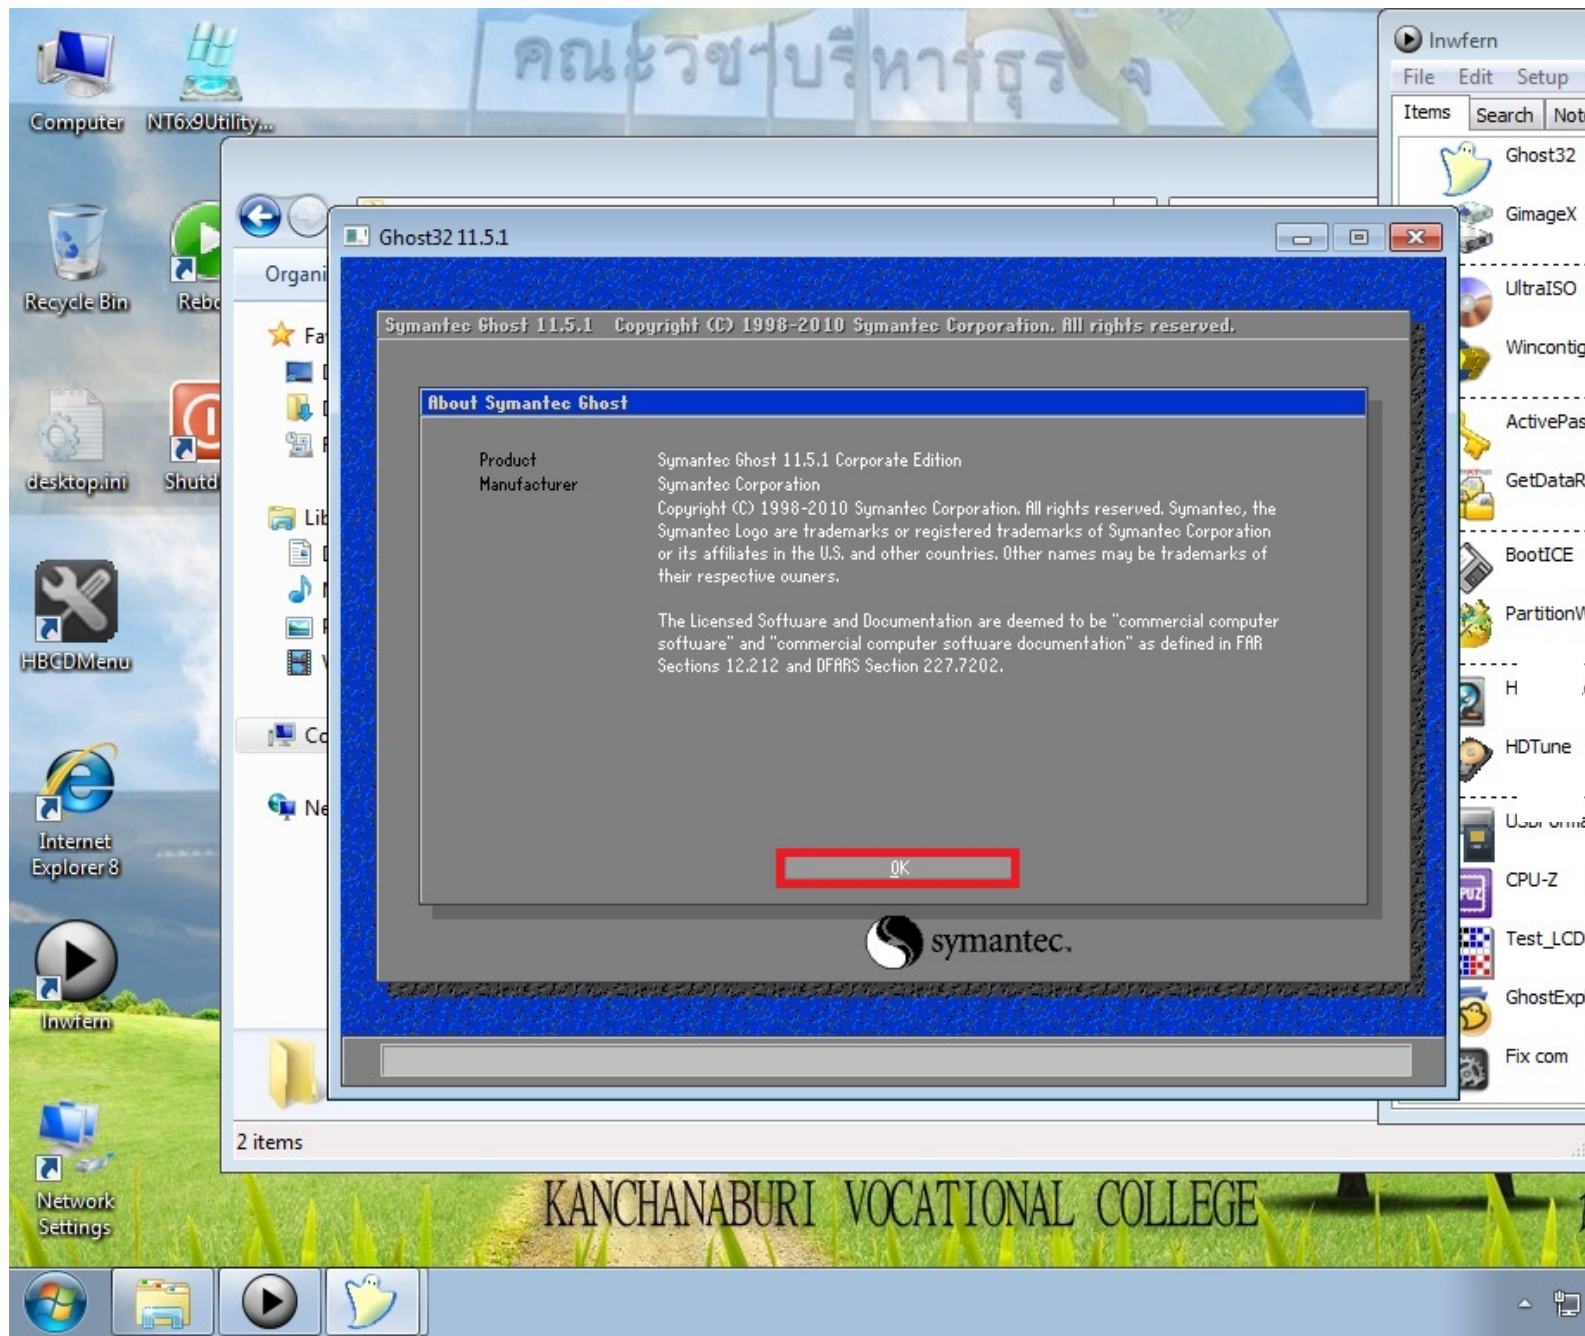 คณะวิชาบริหารธุรกิจ
Computer
NT6x9Utility...
Recycle Bin
desktop.ini
HBCDMenu
Internet
Explorer 8
Inwfern
Network
Settings
Organi
2 items
Ghost32 11.5.1
Symantec Ghost 11.5.1 Copyright (C) 1998-2010 Symantec Corporation. All rights reserved.
About Symantec Ghost
Product Symantec Ghost 11.5.1 Corporate Edition
Manufacturer Symantec Corporation
Copyright (C) 1998-2010 Symantec Corporation. All rights reserved. Symantec, the
Symantec Logo are trademarks or registered trademarks of Symantec Corporation
or its affiliates in the U.S. and other countries. Other names may be trademarks of
their respective owners.
The Licensed Software and Documentation are deemed to be "commercial computer
software" and "commercial computer software documentation" as defined in FAR
Sections 12.212 and DFARS Section 227.7202.
OK
symantec.
Inwfern
File Edit Setup
Items Search Not
Ghost32
GimageX
UltraISO
Wincontig
ActivePas
GetDataR
BootICE
PartitionW
HDTune
CPU-Z
Test_LCD
GhostExp
Fix com
KANCHANABURI VOCATIONAL COLLEGE